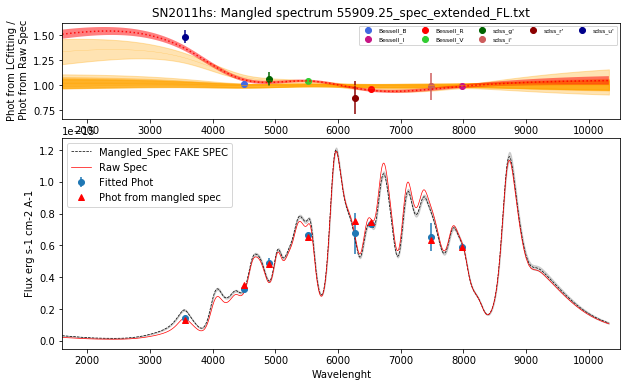 SN2011hs: Mangled spectrum 55909.25_spec_extended_FL.txt
Phot from LCfitting /
Phot from Raw Spec
1.50
1.25
1.00
0.75
Bessell_B
Bessell_I
Bessell_R
Bessell_V
sdss_g'
sdss_i'
sdss_r'
sdss_u'
2000 3000 4000 5000 6000 7000 8000 9000 10000
1e−15
Flux erg s-1 cm-2 A-1
1.2
1.0
0.8
0.6
0.4
0.2
0.0
Mangled_Spec FAKE SPEC
Raw Spec
Fitted Phot
Phot from mangled spec
2000 3000 4000 5000 6000 7000 8000 9000 10000
Wavelenght